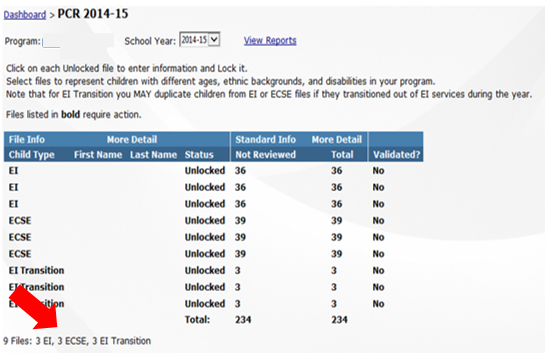 Dashboard > PCR 2014-15
Program: School Year: 2014-15 View Reports
Click on each Unlocked file to enter information and Lock it.
Select files to represent children with different ages, ethnic backgrounds, and disabilities in your program.
Note that for EI Transition you MAY duplicate children from EI or ECSE files if they transitioned out of EI services during the year.
Files listed in bold require action.
File Info More Detail Standard Info More Detail
Child Type First Name Last Name Status Not Reviewed Total Validated?
EI Unlocked 36 36 No
EI Unlocked 36 36 No
EI Unlocked 36 36 No
ECSE Unlocked 39 39 No
ECSE Unlocked 39 39 No
ECSE Unlocked 39 39 No
EI Transition Unlocked 3 3 No
EI Transition Unlocked 3 3 No
EI Transition Unlocked 3 3 No
Total: 234 234
9 Files: 3 EI, 3 ECSE, 3 EI Transition